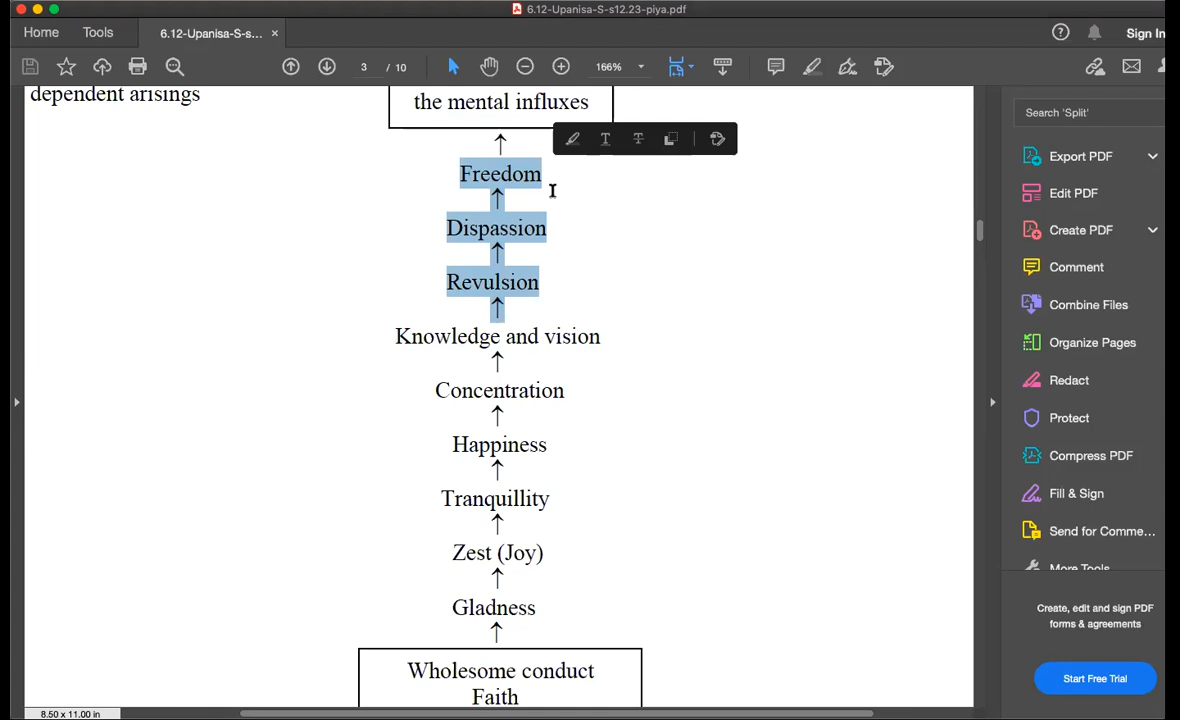 6.12-Upanisa-S-s12.23-piya.pdf
Home
Tools
6.12-Upanisa-S-s...
×
Sign In
3 / 10
166%
dependent arisings
the mental influxes
↑
Freedom
↑
Dispassion
↑
Revulsion
↑
Knowledge and vision
↑
Concentration
↑
Happiness
↑
Tranquillity
↑
Zest (Joy)
↑
Gladness
↑
Wholesome conduct
Faith
8.50 x 11.00 in
Search 'Split'
Export PDF
Edit PDF
Create PDF
Comment
Combine Files
Organize Pages
Redact
Protect
Compress PDF
Fill & Sign
Send for Comme...
More Tools
Create, edit and sign PDF
forms & agreements
Start Free Trial